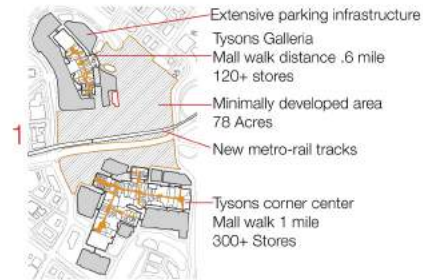 Extensive parking infrastructure
Tysons Galleria
Mall walk distance .6 mile
120+ stores
Minimally developed area
78 Acres
1
New metro-rail tracks
Tysons corner center
Mall walk 1 mile
300+ Stores